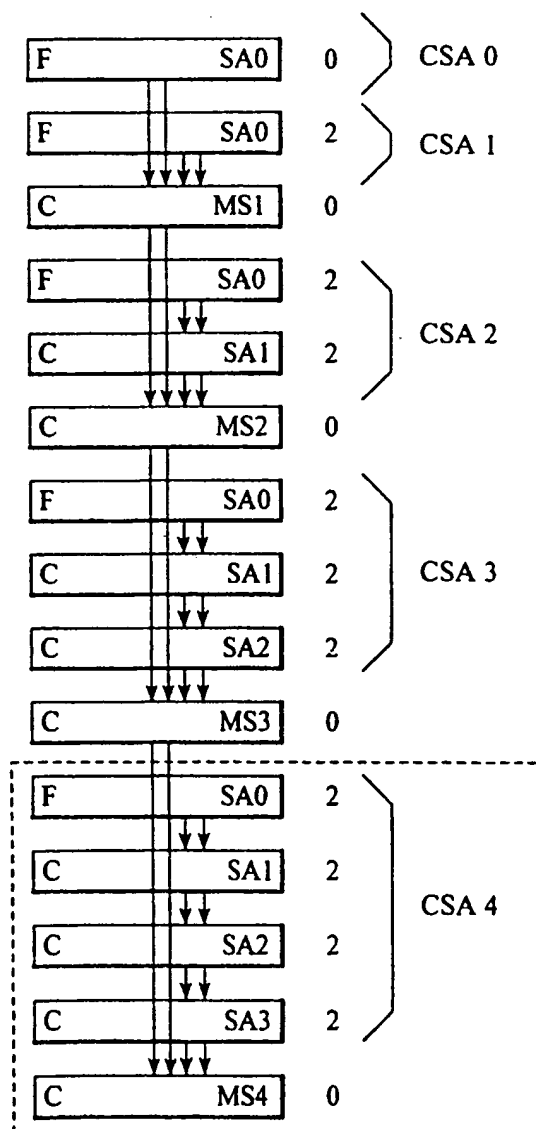 F SA0 0 CSA 0
F SA0 2 CSA 1
C MS1 0
F SA0 2
CSA 2
C SA1 2
C MS2 0
F SA0 2
C SA1 2 CSA 3
C SA2 2
C MS3 0
F SA0 2
C SA1 2
CSA 4
C SA2 2
C SA3 2
C MS4 0